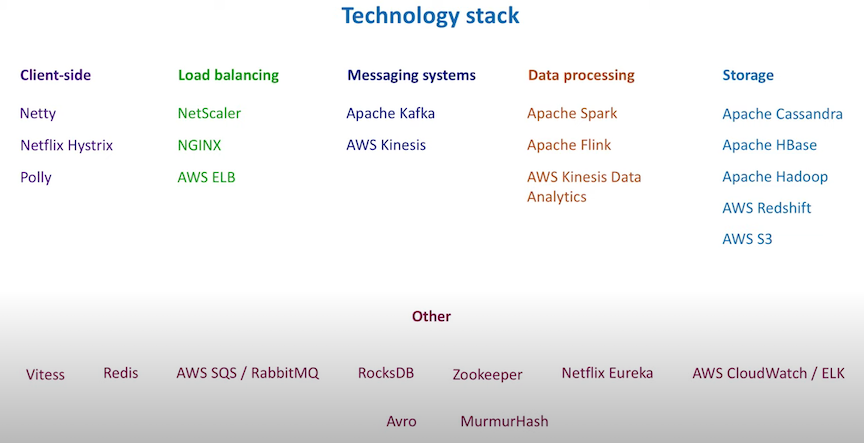 Technology stack
Client-side
Netty
Netflix Hystrix
Polly
Load balancing
NetScaler
NGINX
AWS ELB
Messaging systems
Apache Kafka
AWS Kinesis
Data processing
Apache Spark
Apache Flink
AWS Kinesis Data
Analytics
Storage
Apache Cassandra
Apache HBase
Apache Hadoop
AWS Redshift
AWS S3
Other
Vitess
Redis
AWS SQS / RabbitMQ
RocksDB
Zookeeper
Netflix Eureka
AWS CloudWatch / ELK
Avro
MurmurHash